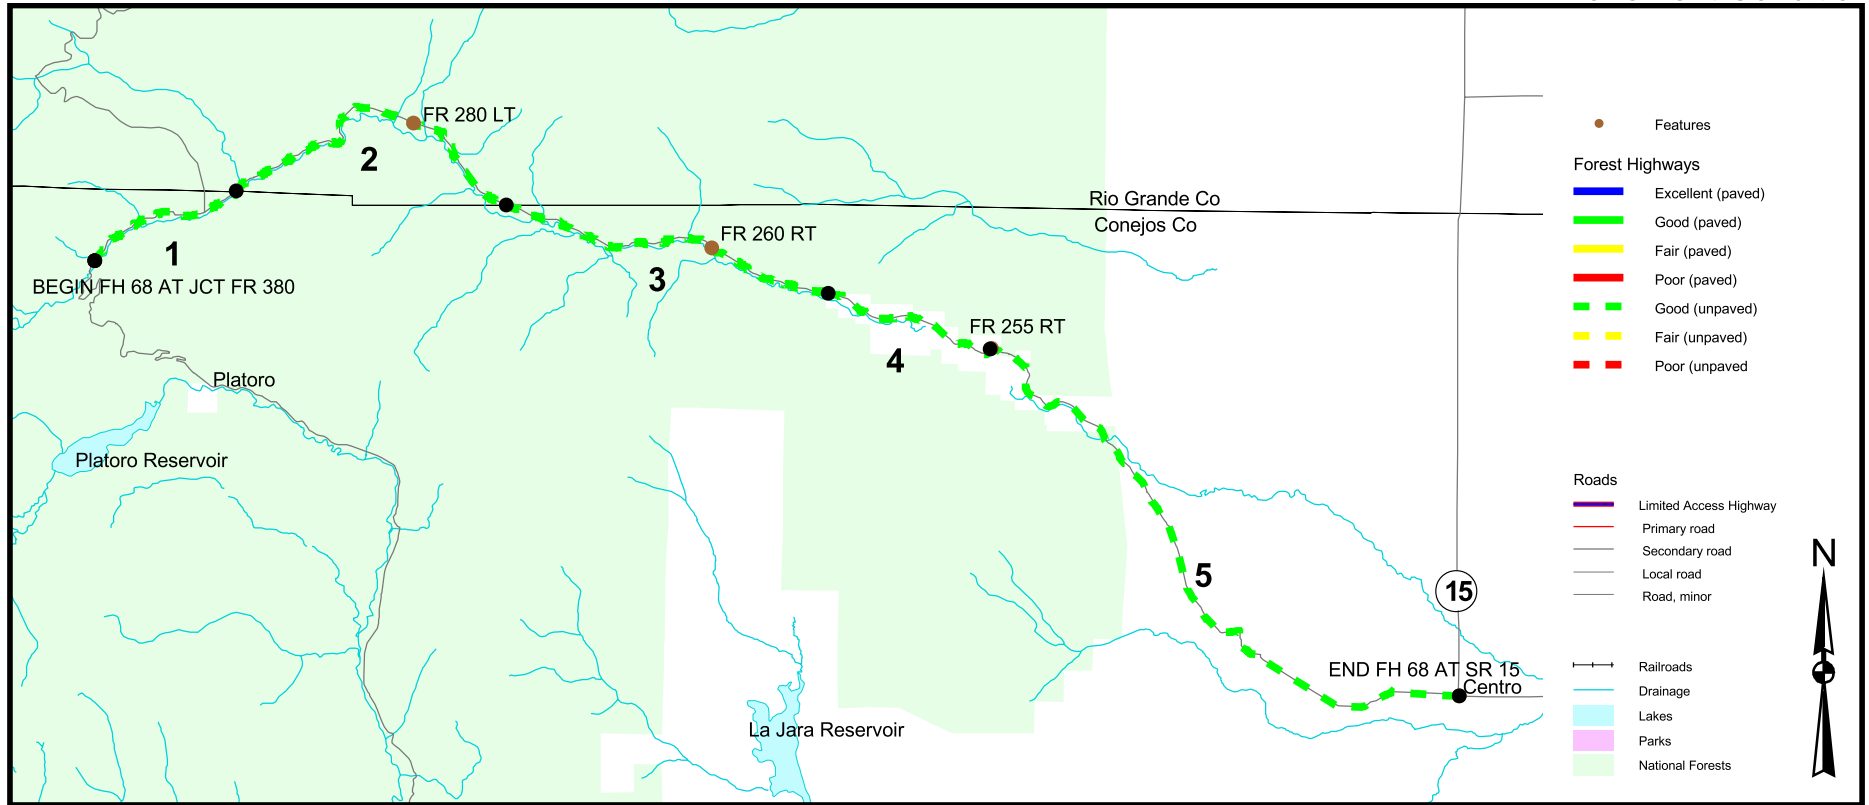 FR 280 LT
2
Rio Grande Co
Conejos Co
1
BEGIN FH 68 AT JCT FR 380
FR 260 RT
3
FR 255 RT
4
Platoro
Platoro Reservoir
5
15
END FH 68 AT SR 15
Centro
La Jara Reservoir
Features
Forest Highways
Excellent (paved)
Good (paved)
Fair (paved)
Poor (paved)
Good (unpaved)
Fair (unpaved)
Poor (unpaved
Roads
Limited Access Highway
Primary road
Secondary road
Local road
Road, minor
Railroads
Drainage
Lakes
Parks
National Forests
N